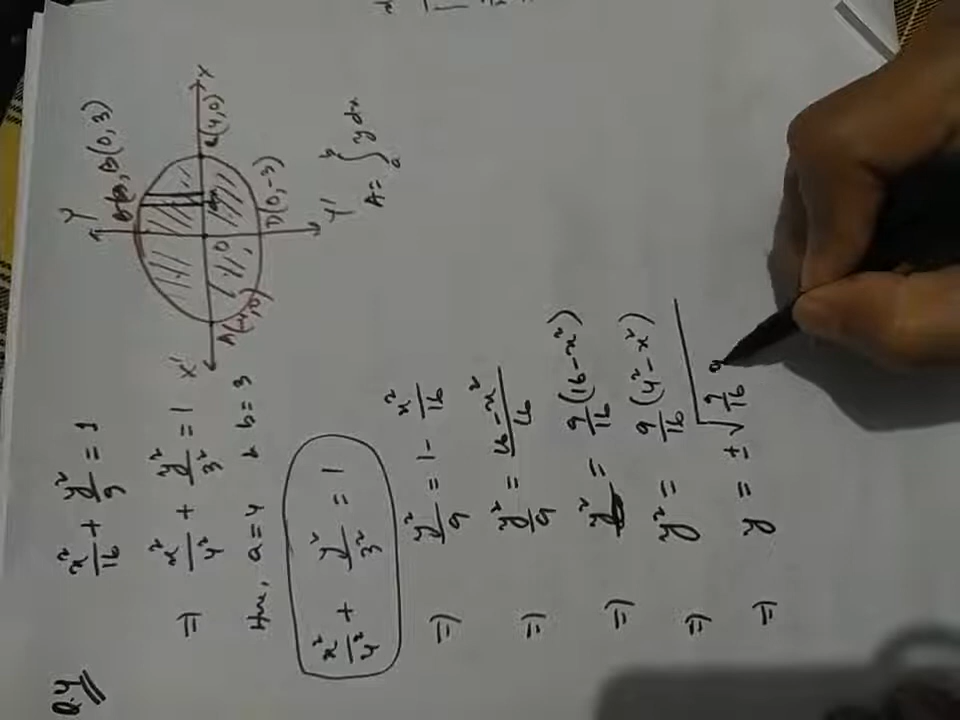 Q.4
x²/16 + y²/9 = 1
⇒ x²/4² + y²/3² = 1
Here, a = 4 & b = 3
x²/4² + y²/3² = 1
⇒ y²/9 = 1 - x²/16
⇒ y²/9 = 16-x²/16
⇒ y² = 9/16 (16-x²)
⇒ y² = 9/16 (4²-x²)
⇒ y = ± √9/16
Y
B(0,3)
X'
A(-4,0)
O
(4,0)
X
D(0,-3)
Y'
A = ∫ y dx